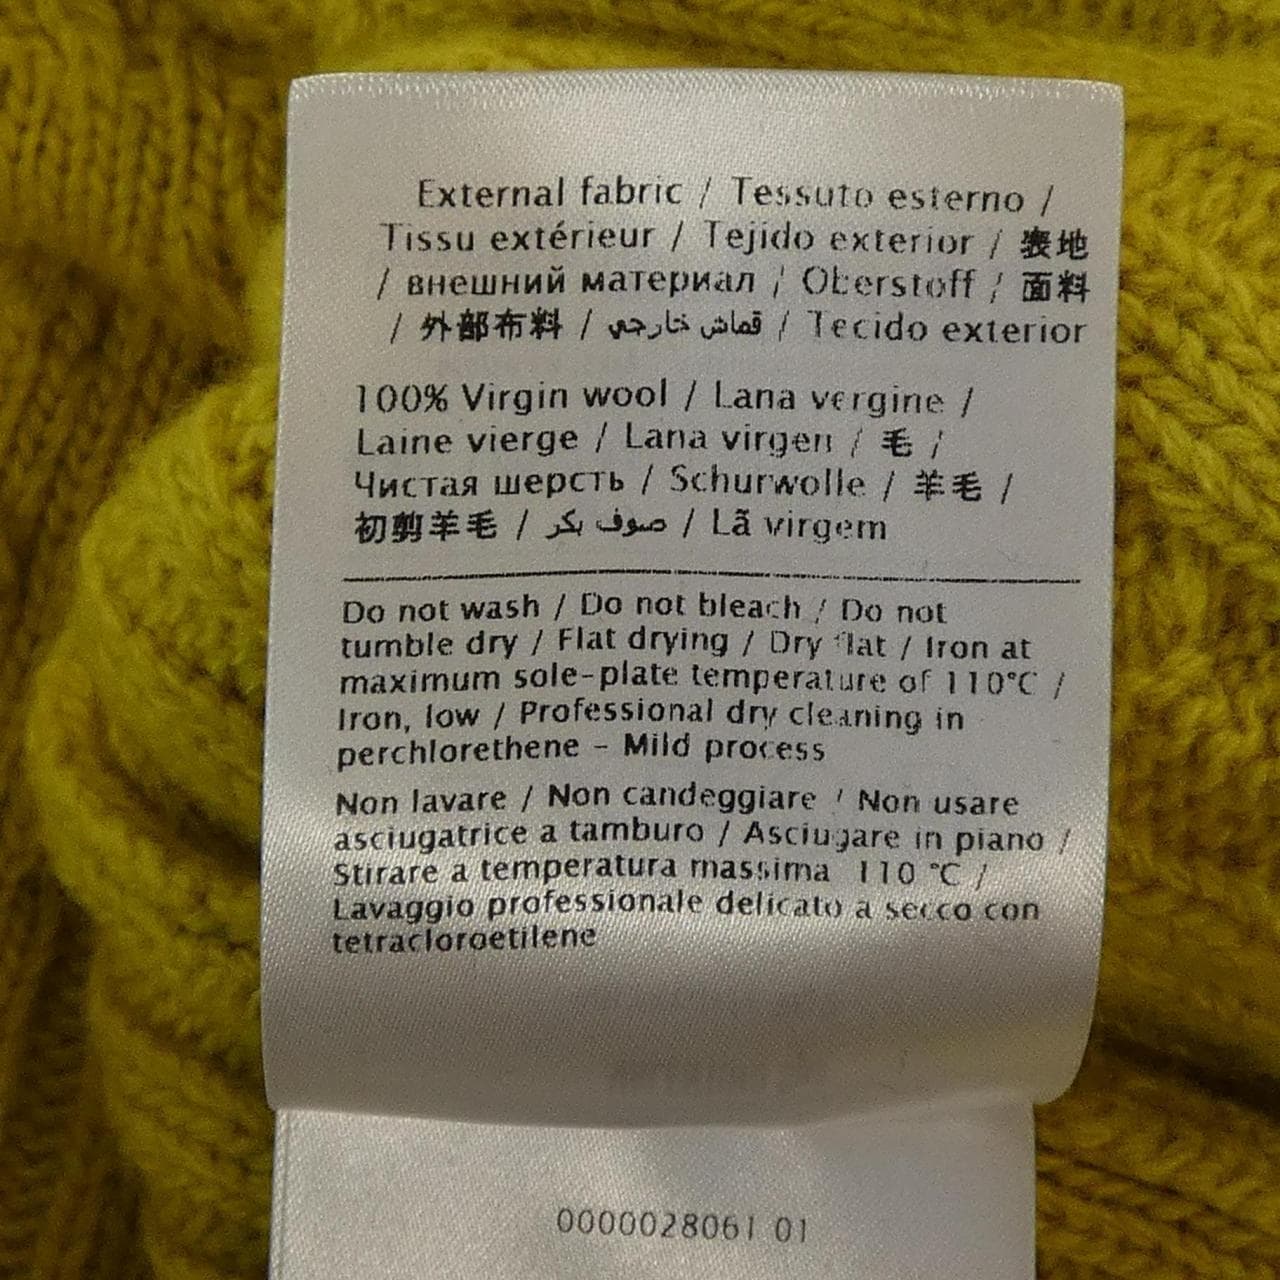 External fabric / Tessuto esterno /
Tissu extérieur / Tejido exterior / 表地
/ внешний материал / Oberstoff / 面料
/ 外部布料 / قماش خارجي / Tecido exterior
100% Virgin wool / Lana vergine /
Laine vierge / Lana virgen / 毛 /
Чистая шерсть / Schurwolle / 羊毛 /
初剪羊毛 / صوف بكر / Lã virgem
Do not wash / Do not bleach / Do not
tumble dry / Flat drying / Dry flat / Iron at
maximum sole-plate temperature of 110°C /
Iron, low / Professional dry cleaning in
perchlorethene - Mild process
Non lavare / Non candeggiare / Non usare
asciugatrice a tamburo / Asciugare in piano /
Stirare a temperatura massima 110 °C /
Lavaggio professionale delicato a secco con
tetracloroetilene
0000028061 01